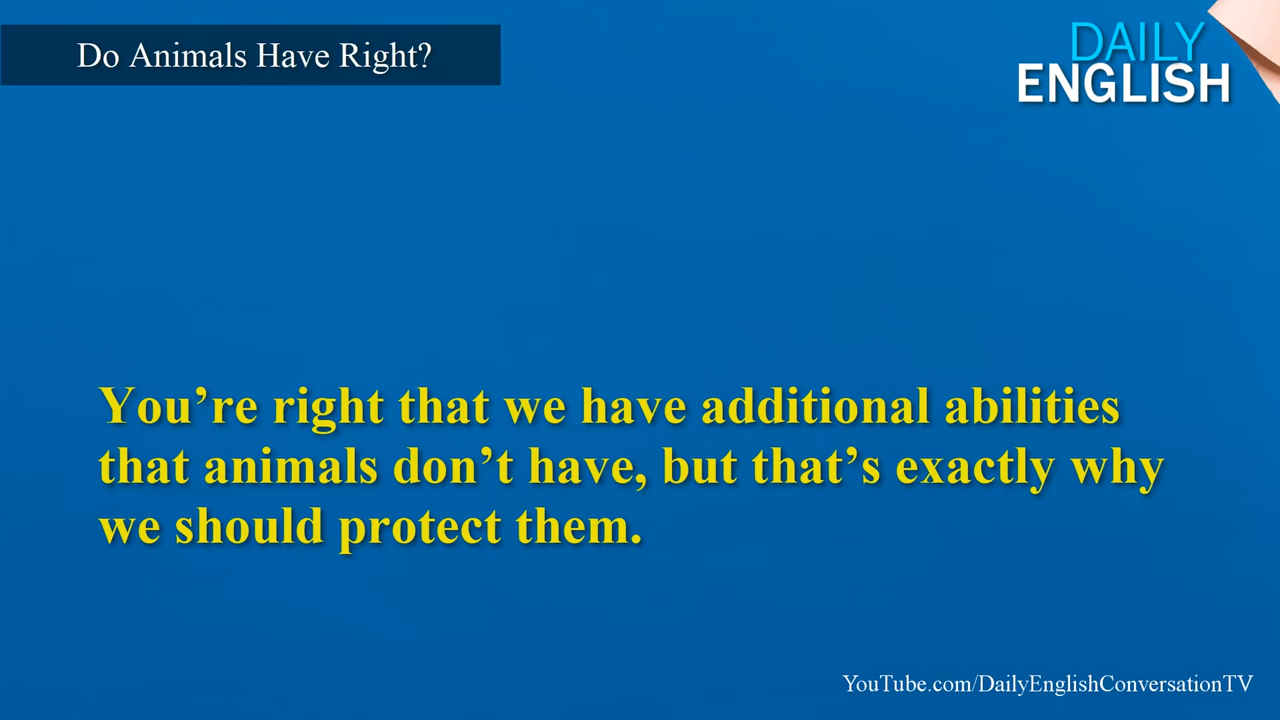 Do Animals Have Right?
DAILY
ENGLISH
You’re right that we have additional abilities
that animals don’t have, but that’s exactly why
we should protect them.
YouTube.com/DailyEnglishConversationTV